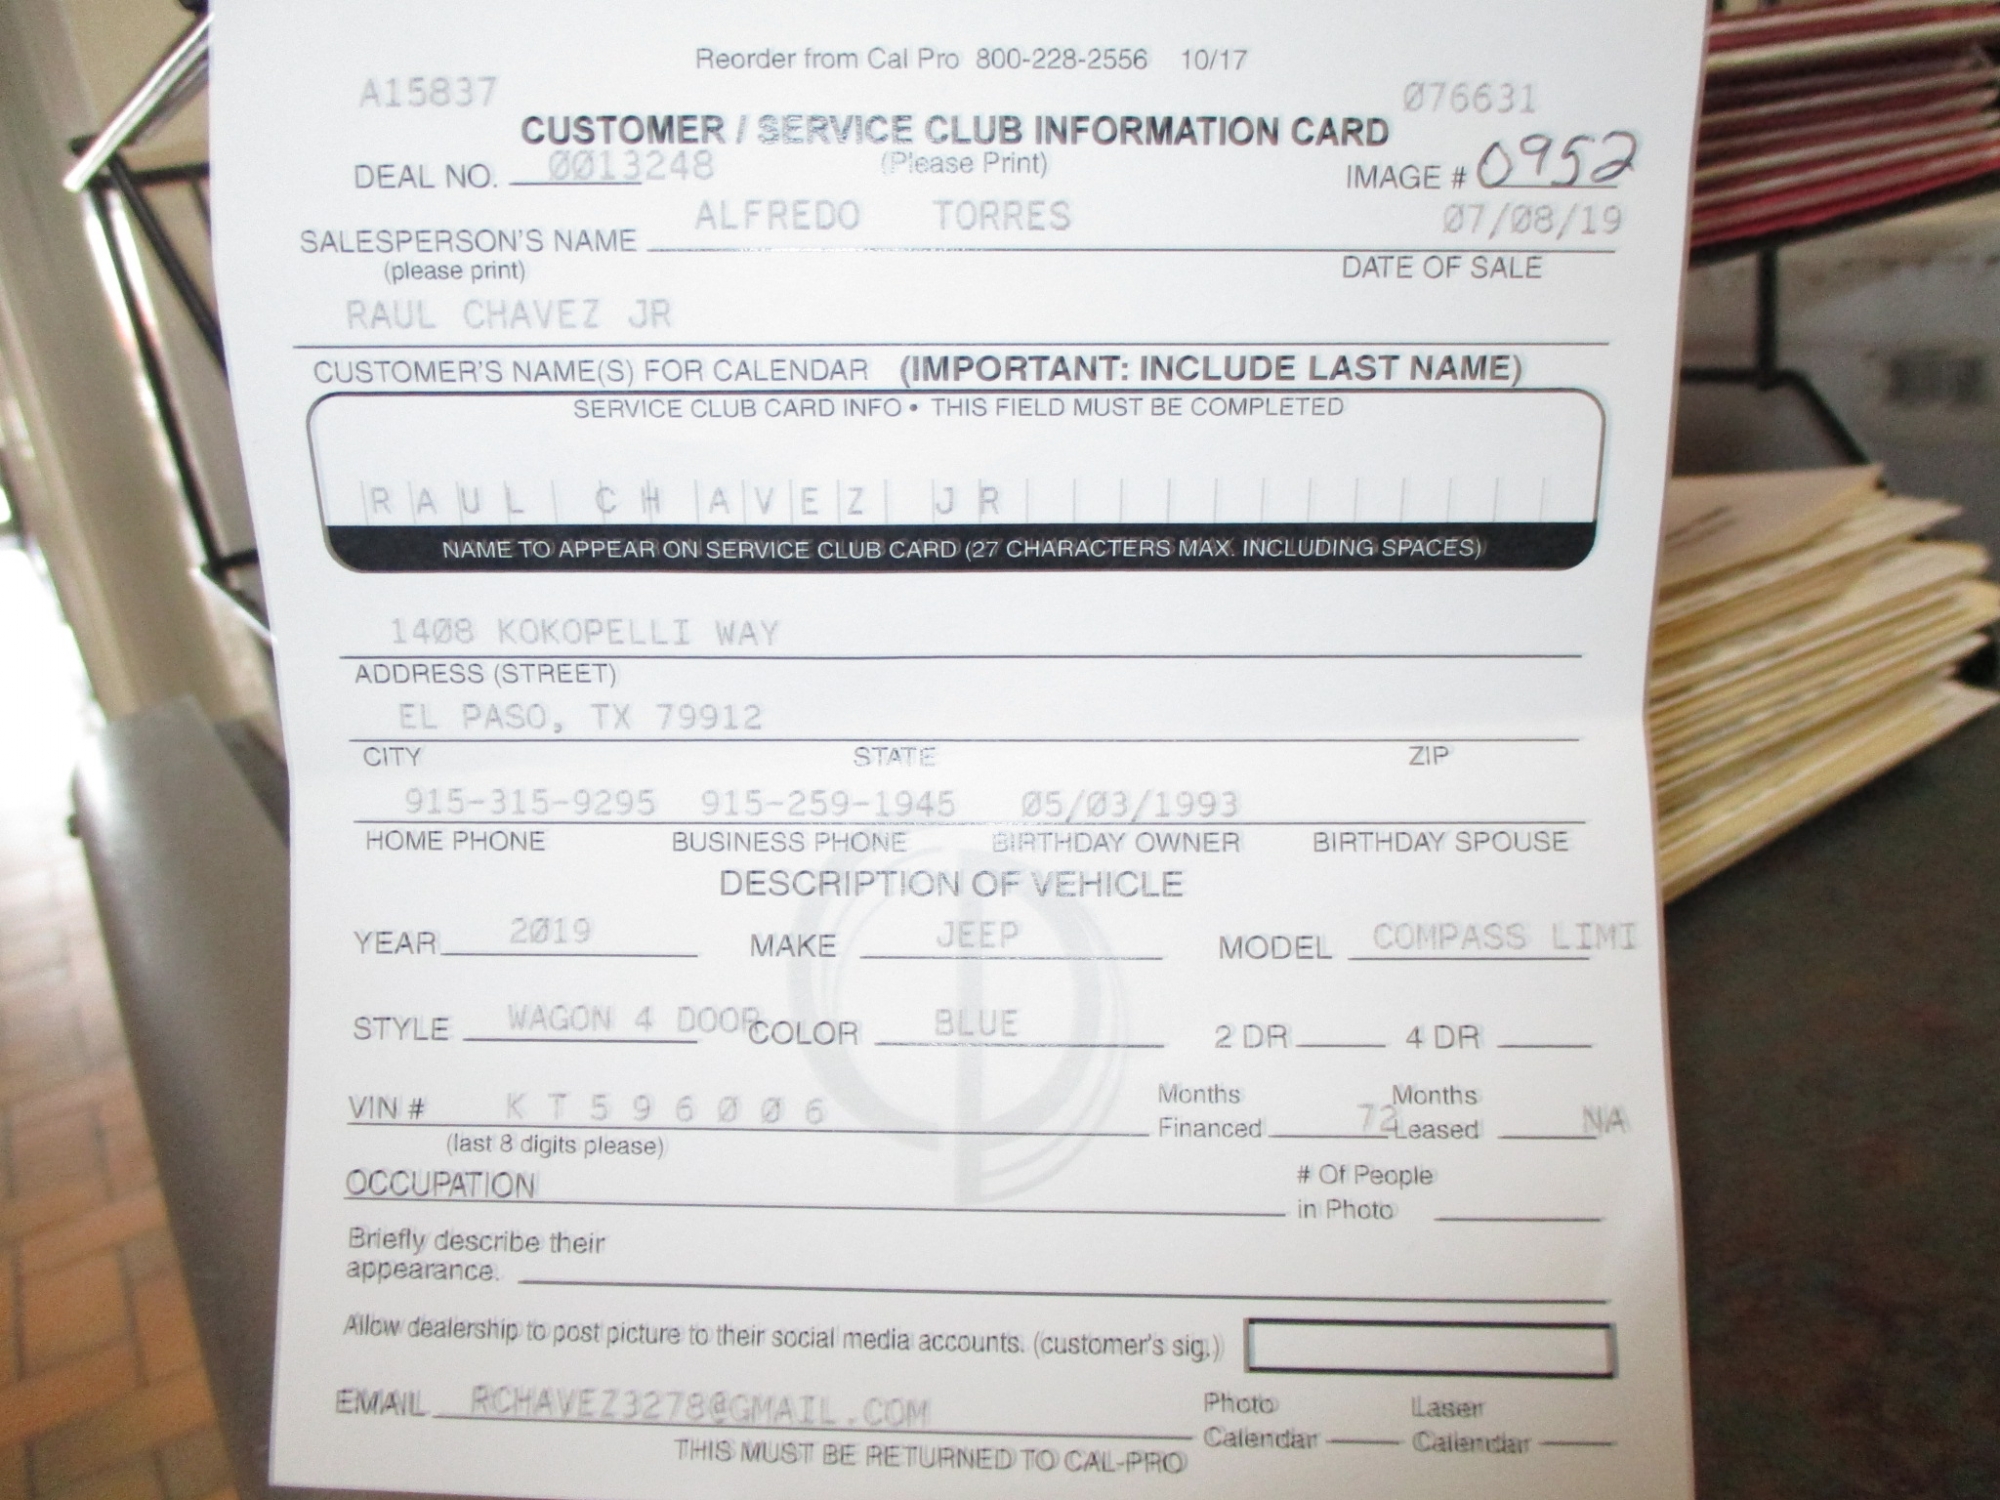 Reorder from Cal Pro 800-228-2556 10/17
A15837 076631
CUSTOMER / SERVICE CLUB INFORMATION CARD
DEAL NO. 0013248 (Please Print) IMAGE # 0952
SALESPERSON'S NAME ALFREDO TORRES 07/08/19
(please print) DATE OF SALE
RAUL CHAVEZ JR
CUSTOMER'S NAME(S) FOR CALENDAR (IMPORTANT: INCLUDE LAST NAME)
SERVICE CLUB CARD INFO • THIS FIELD MUST BE COMPLETED
RAUL CHAVEZ JR
NAME TO APPEAR ON SERVICE CLUB CARD (27 CHARACTERS MAX. INCLUDING SPACES)
1408 KOKOPELLI WAY
ADDRESS (STREET)
EL PASO, TX 79912
CITY STATE ZIP
915-315-9295 915-259-1945 05/03/1993
HOME PHONE BUSINESS PHONE BIRTHDAY OWNER BIRTHDAY SPOUSE
DESCRIPTION OF VEHICLE
YEAR 2019 MAKE JEEP MODEL COMPASS LIMI
STYLE WAGON 4 DOOR COLOR BLUE 2 DR 4 DR
VIN # K T 5 9 6 0 0 6 Months Financed 72 Months Leased NA
(last 8 digits please)
OCCUPATION # Of People in Photo
Briefly describe their
appearance.
Allow dealership to post picture to their social media accounts. (customer's sig.)
EMAIL RCHAVEZ3278@GMAIL.COM Photo Calendar Laser Calendar
THIS MUST BE RETURNED TO CAL-PRO